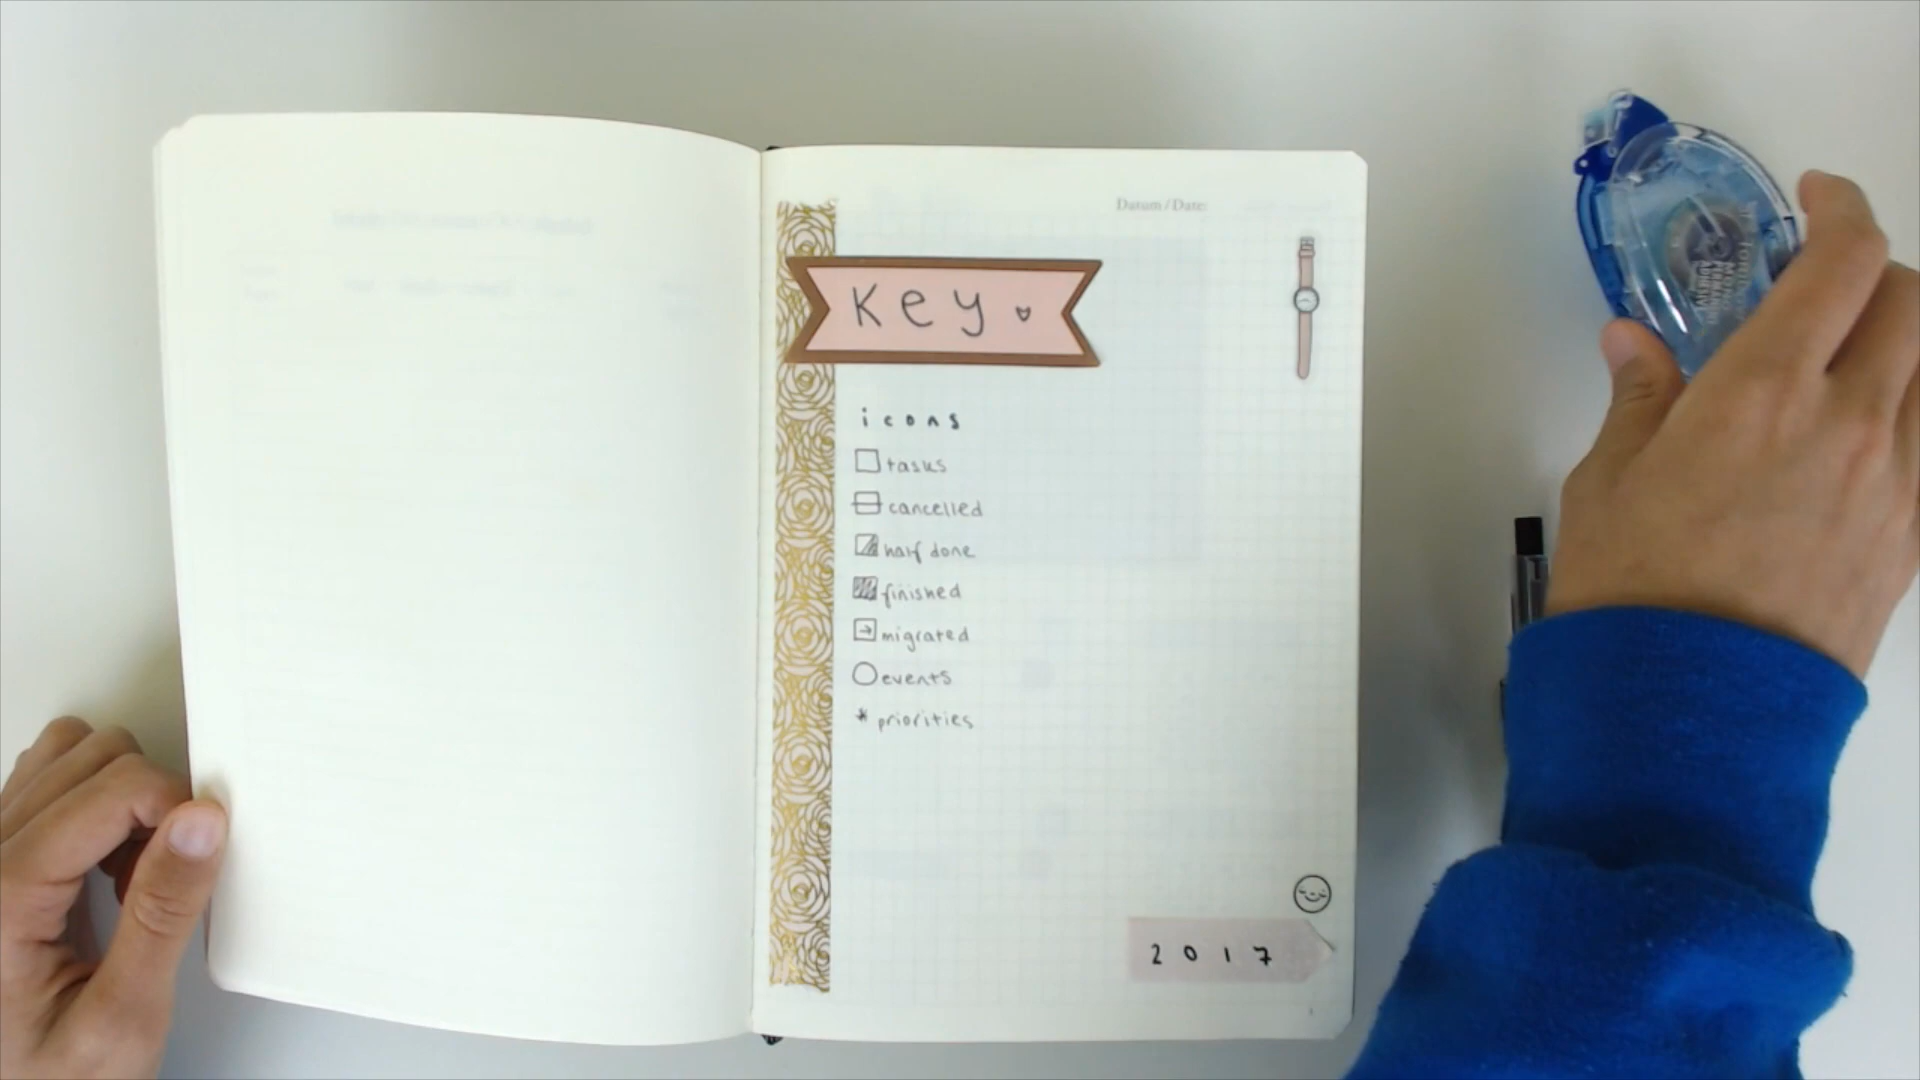 Datum / Date:
Key
icons
tasks
cancelled
half done
finished
migrated
events
* priorities
2017